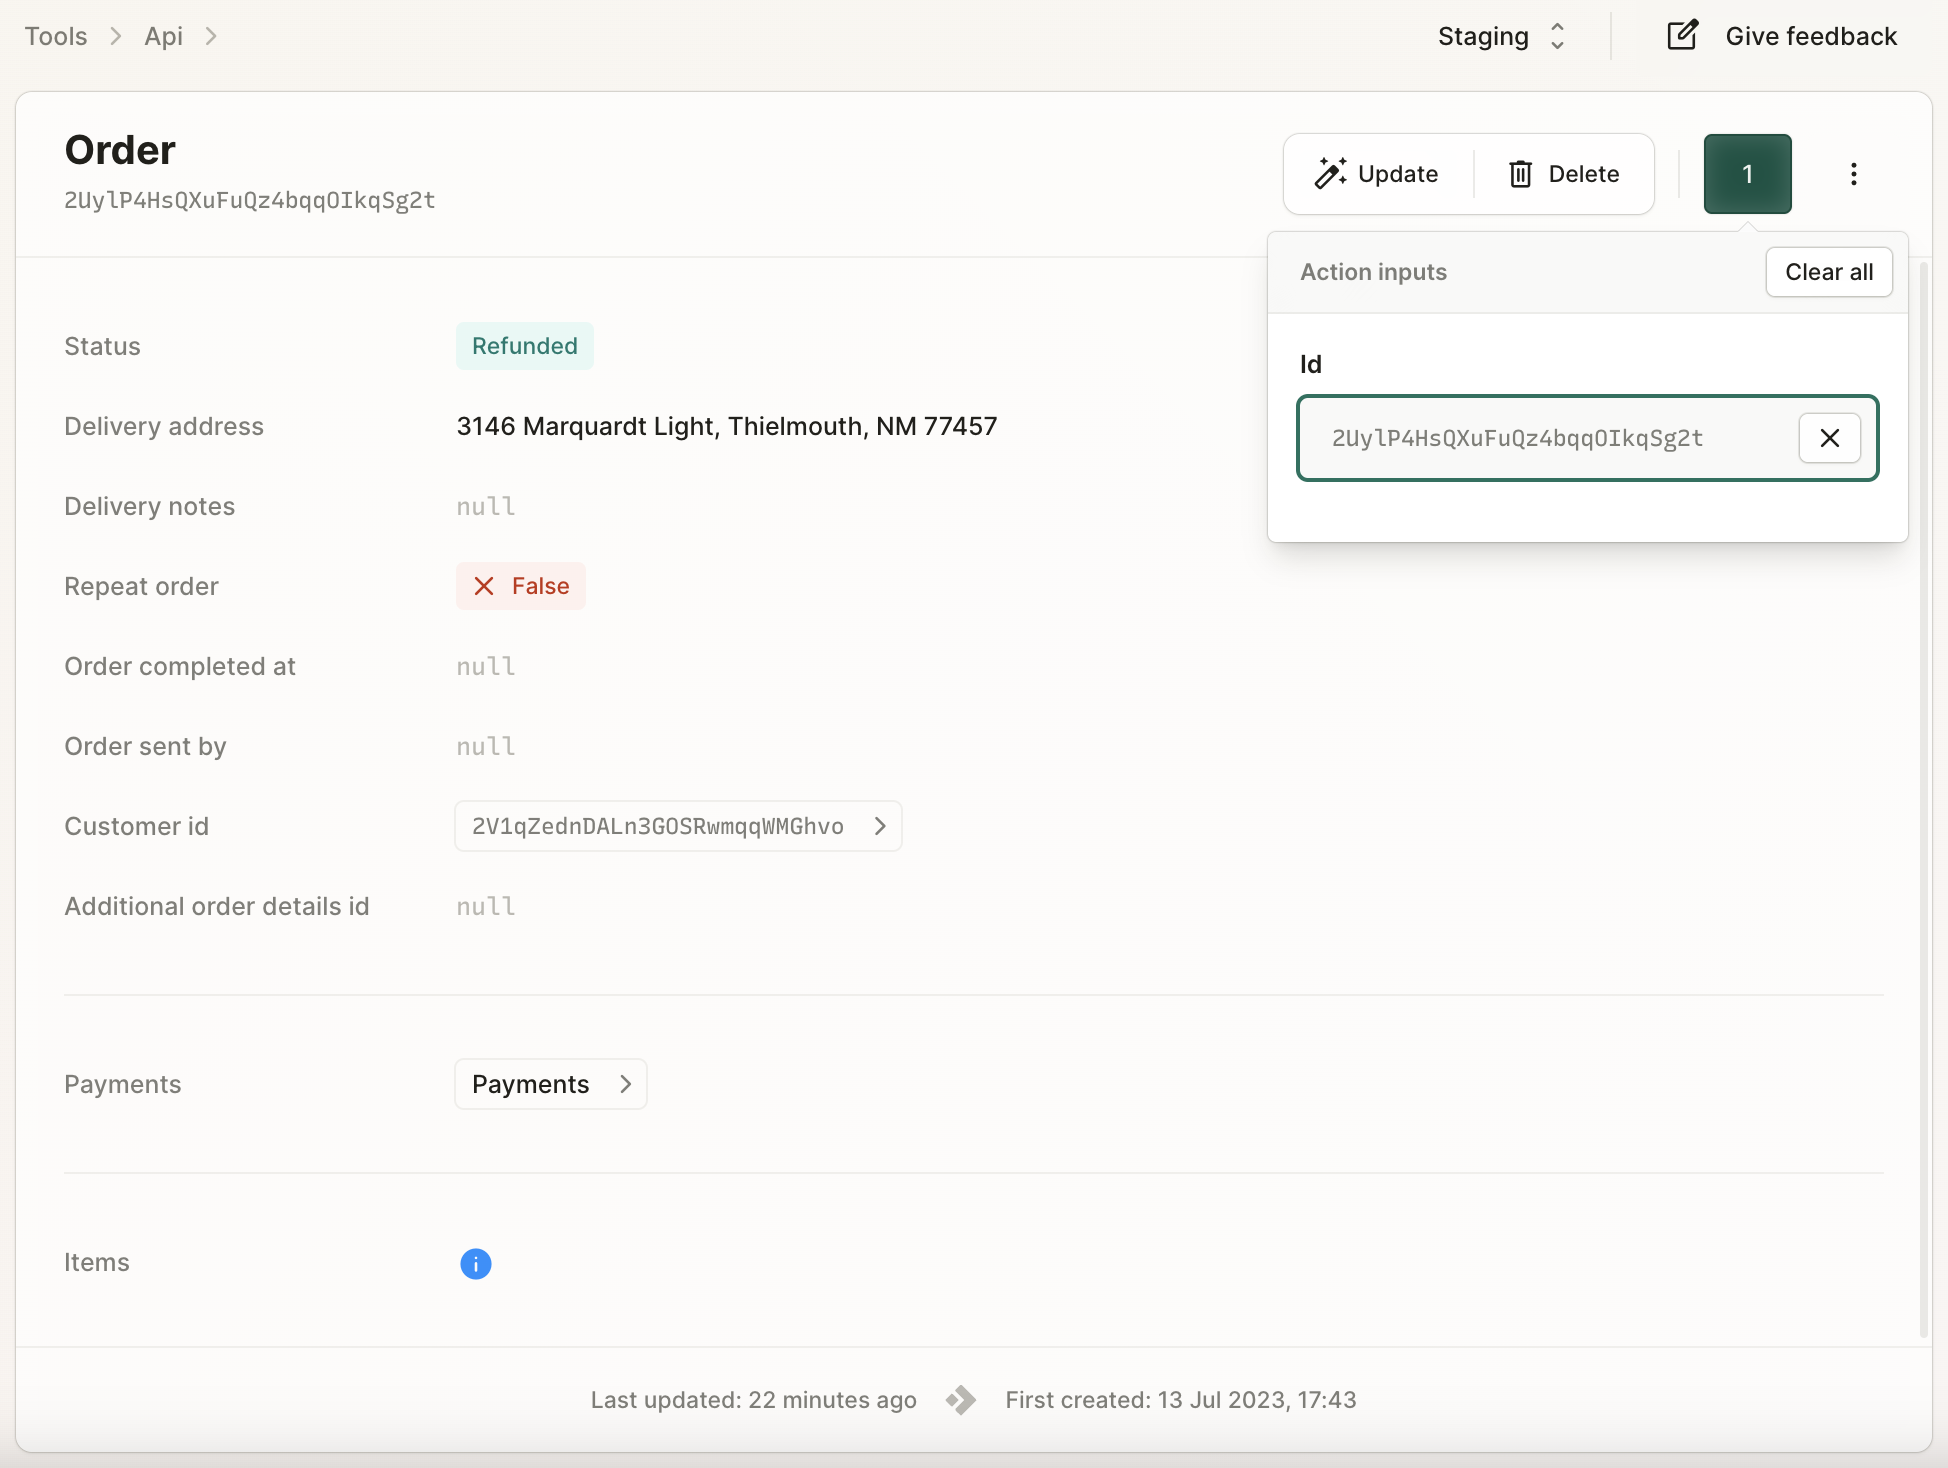 Tools
Api
Staging
Give feedback
Order
2UylP4HsQXuFuQz4bqqOIkqSg2t
Update
Delete
1
Action inputs
Clear all
Id
2UylP4HsQXuFuQz4bqqOIkqSg2t
Status
Refunded
Delivery address
3146 Marquardt Light, Thielmouth, NM 77457
Delivery notes
null
Repeat order
False
Order completed at
null
Order sent by
null
Customer id
2V1qZednDALn3GOSRwmqqWMGhvo
Additional order details id
null
Payments
Payments
Items
Last updated: 22 minutes ago
First created: 13 Jul 2023, 17:43